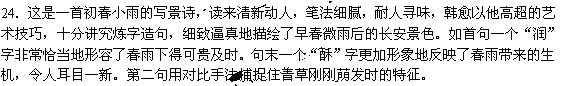 24．这是一首初春小雨的写景诗，读来清新动人，笔法细腻，耐人寻味，韩愈以他高超的艺
术技巧，十分讲究炼字造句，细致逼真地描绘了早春微雨后的长安景色。如首句一个“润”
字非常恰当地形容了春雨下得可贵及时。句末一个“酥”字更加形象地反映了春雨带来的生
机，令人耳目一新。第二句用对比手法捕捉住春草刚刚萌发时的特征。